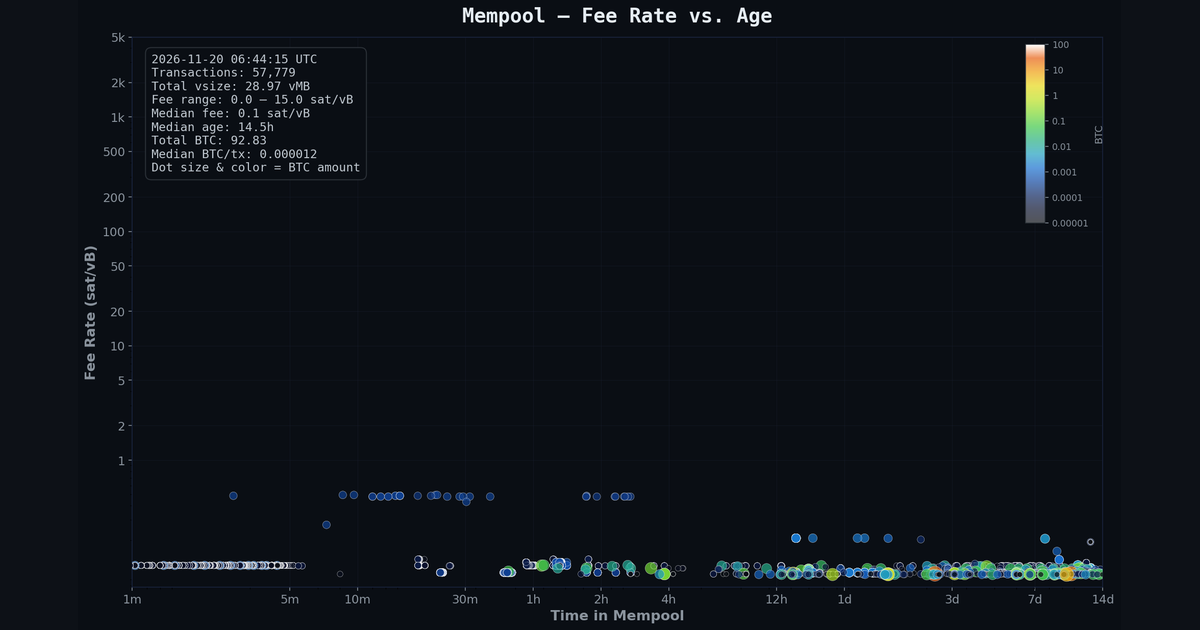 Mempool — Fee Rate vs. Age
2026-11-20 06:44:15 UTC
Transactions: 57,779
Total vsize: 28.97 vMB
Fee range: 0.0 – 15.0 sat/vB
Median fee: 0.1 sat/vB
Median age: 14.5h
Total BTC: 92.83
Median BTC/tx: 0.000012
Dot size & color = BTC amount
5k
2k
1k
500
200
100
50
20
10
5
2
1
Fee Rate (sat/vB)
100
10
1
0.1
0.01
0.001
0.0001
0.00001
BTC
1m 5m 10m 30m 1h 2h 4h 12h 1d 3d 7d 14d
Time in Mempool